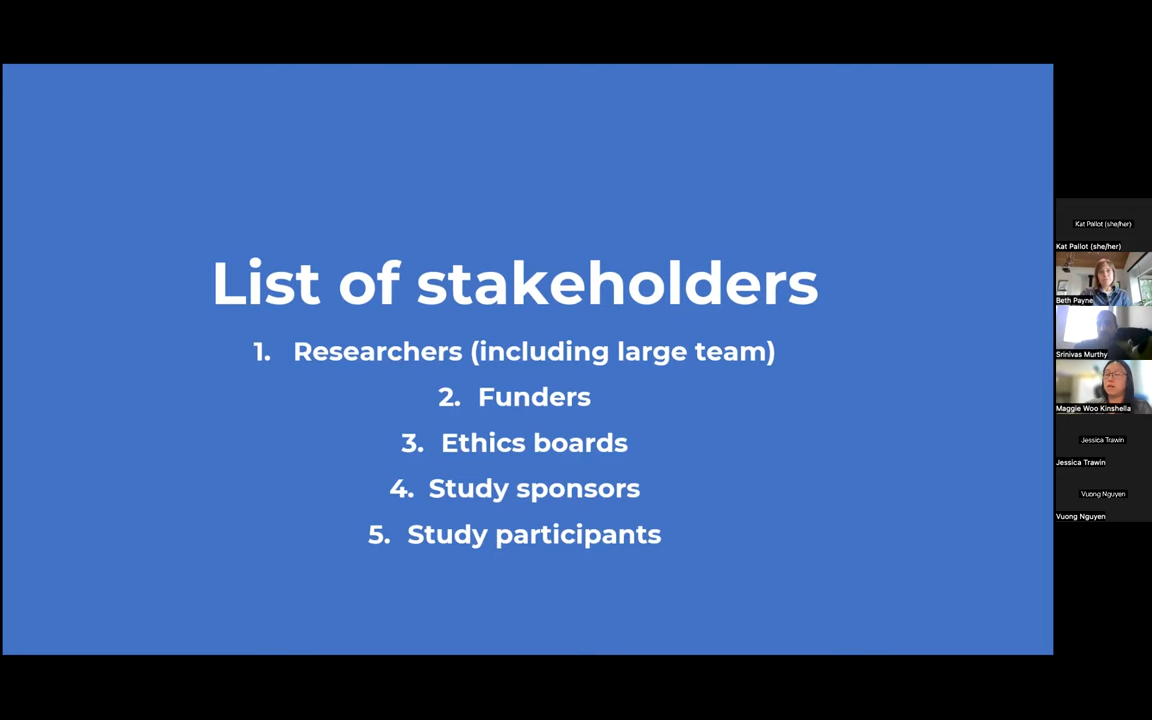 List of stakeholders
1. Researchers (including large team)
2. Funders
3. Ethics boards
4. Study sponsors
5. Study participants
Kat Pallot (she/her)
Kat Pallot (she/her)
Beth Payne
Srinivas Murthy
Maggie Woo Kinshella
Jessica Trawin
Jessica Trawin
Vuong Nguyen
Vuong Nguyen